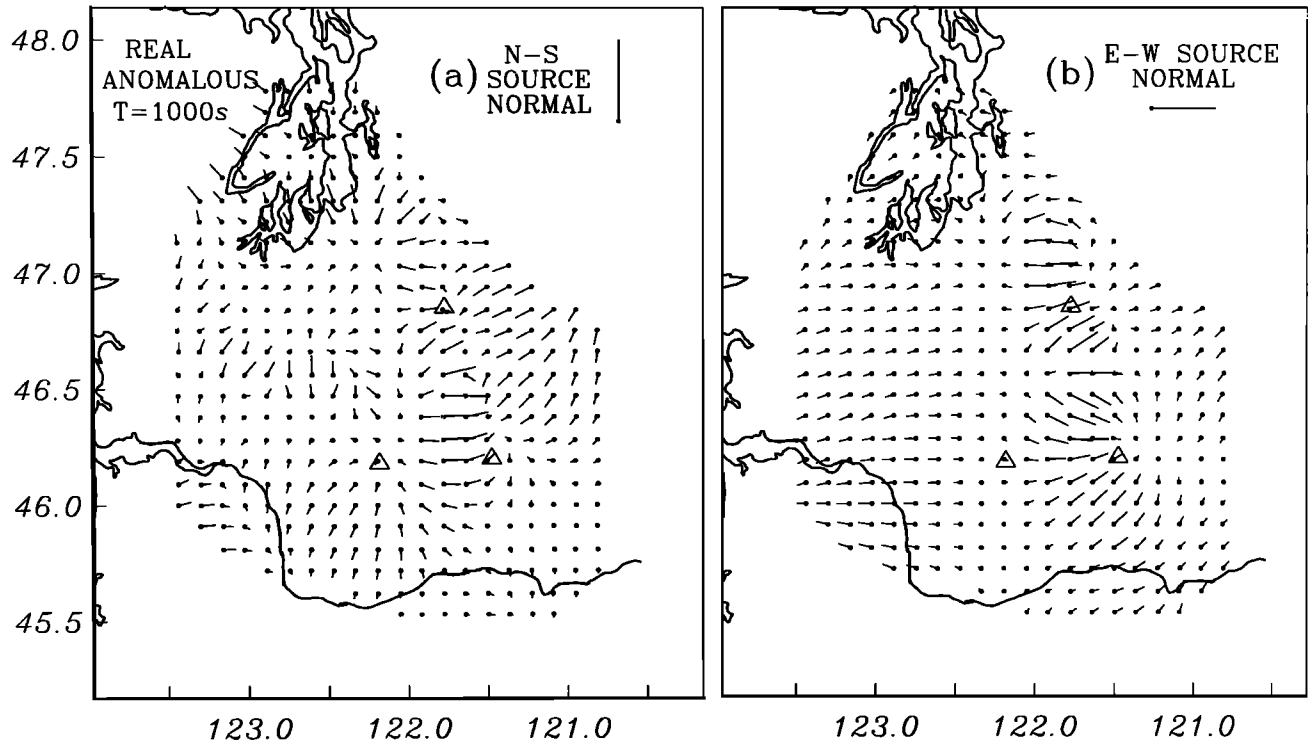 REAL
ANOMALOUS
T=1000s
(a)
N-S
SOURCE
NORMAL
(b)
E-W SOURCE
NORMAL
48.0
47.5
47.0
46.5
46.0
45.5
123.0 122.0 121.0
123.0 122.0 121.0